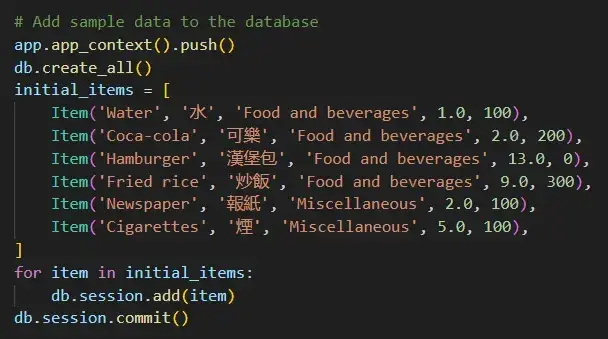 # Add sample data to the database
app.app_context().push()
db.create_all()
initial_items = [
    Item('Water', '水', 'Food and beverages', 1.0, 100),
    Item('Coca-cola', '可樂', 'Food and beverages', 2.0, 200),
    Item('Hamburger', '漢堡包', 'Food and beverages', 13.0, 0),
    Item('Fried rice', '炒飯', 'Food and beverages', 9.0, 300),
    Item('Newspaper', '報紙', 'Miscellaneous', 2.0, 100),
    Item('Cigarettes', '煙', 'Miscellaneous', 5.0, 100),
]
for item in initial_items:
    db.session.add(item)
db.session.commit()